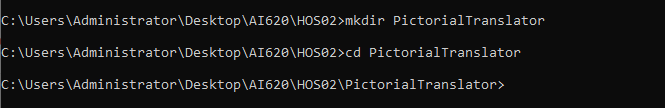 C:\Users\Administrator\Desktop\AI620\HOS02>mkdir PictorialTranslator
C:\Users\Administrator\Desktop\AI620\HOS02>cd PictorialTranslator
C:\Users\Administrator\Desktop\AI620\HOS02\PictorialTranslator>